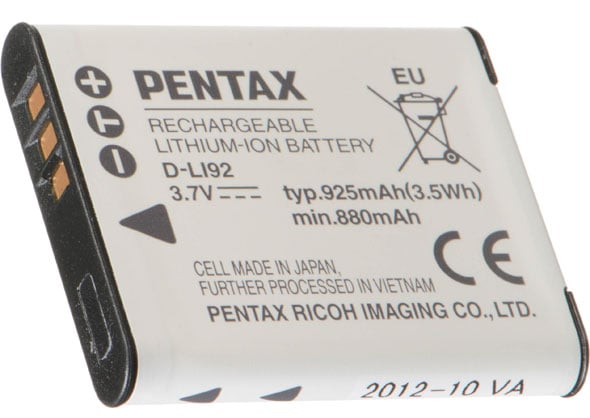 PENTAX
EU
RECHARGEABLE
LITHIUM-ION BATTERY
D-LI92
3.7V typ.925mAh(3.5Wh)
min.880mAh
CELL MADE IN JAPAN,
FURTHER PROCESSED IN VIETNAM
CE
PENTAX RICOH IMAGING CO.,LTD.
2012-10 VA
+
T
−